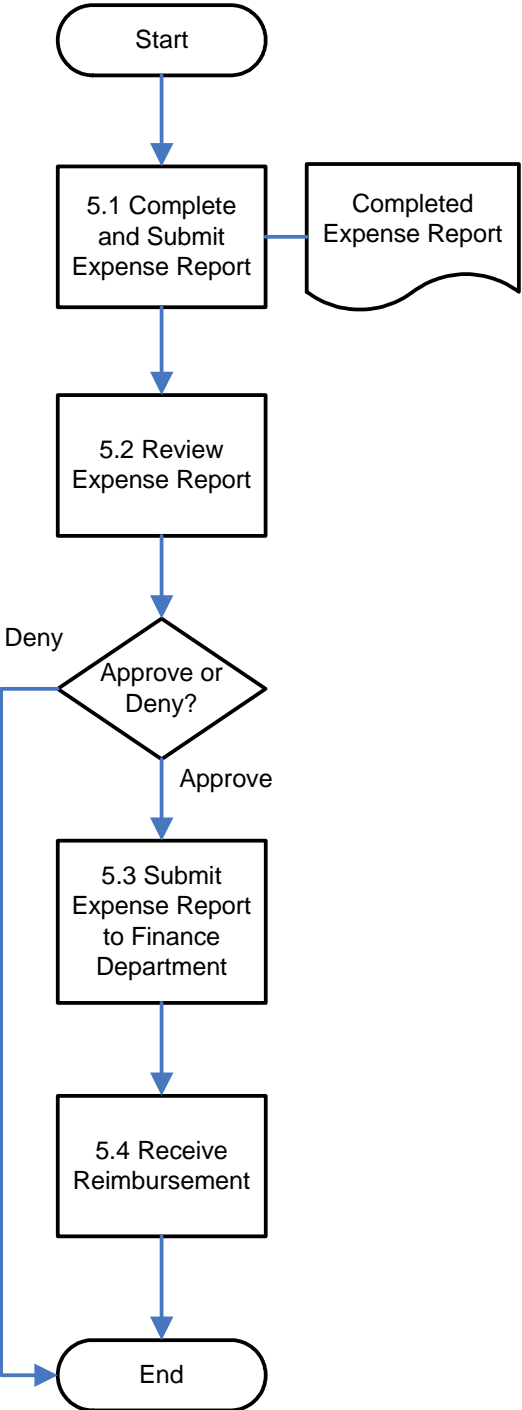 Start
5.1 Complete
and Submit
Expense Report
Completed
Expense Report
5.2 Review
Expense Report
Deny
Approve or
Deny?
Approve
5.3 Submit
Expense Report
to Finance
Department
5.4 Receive
Reimbursement
End